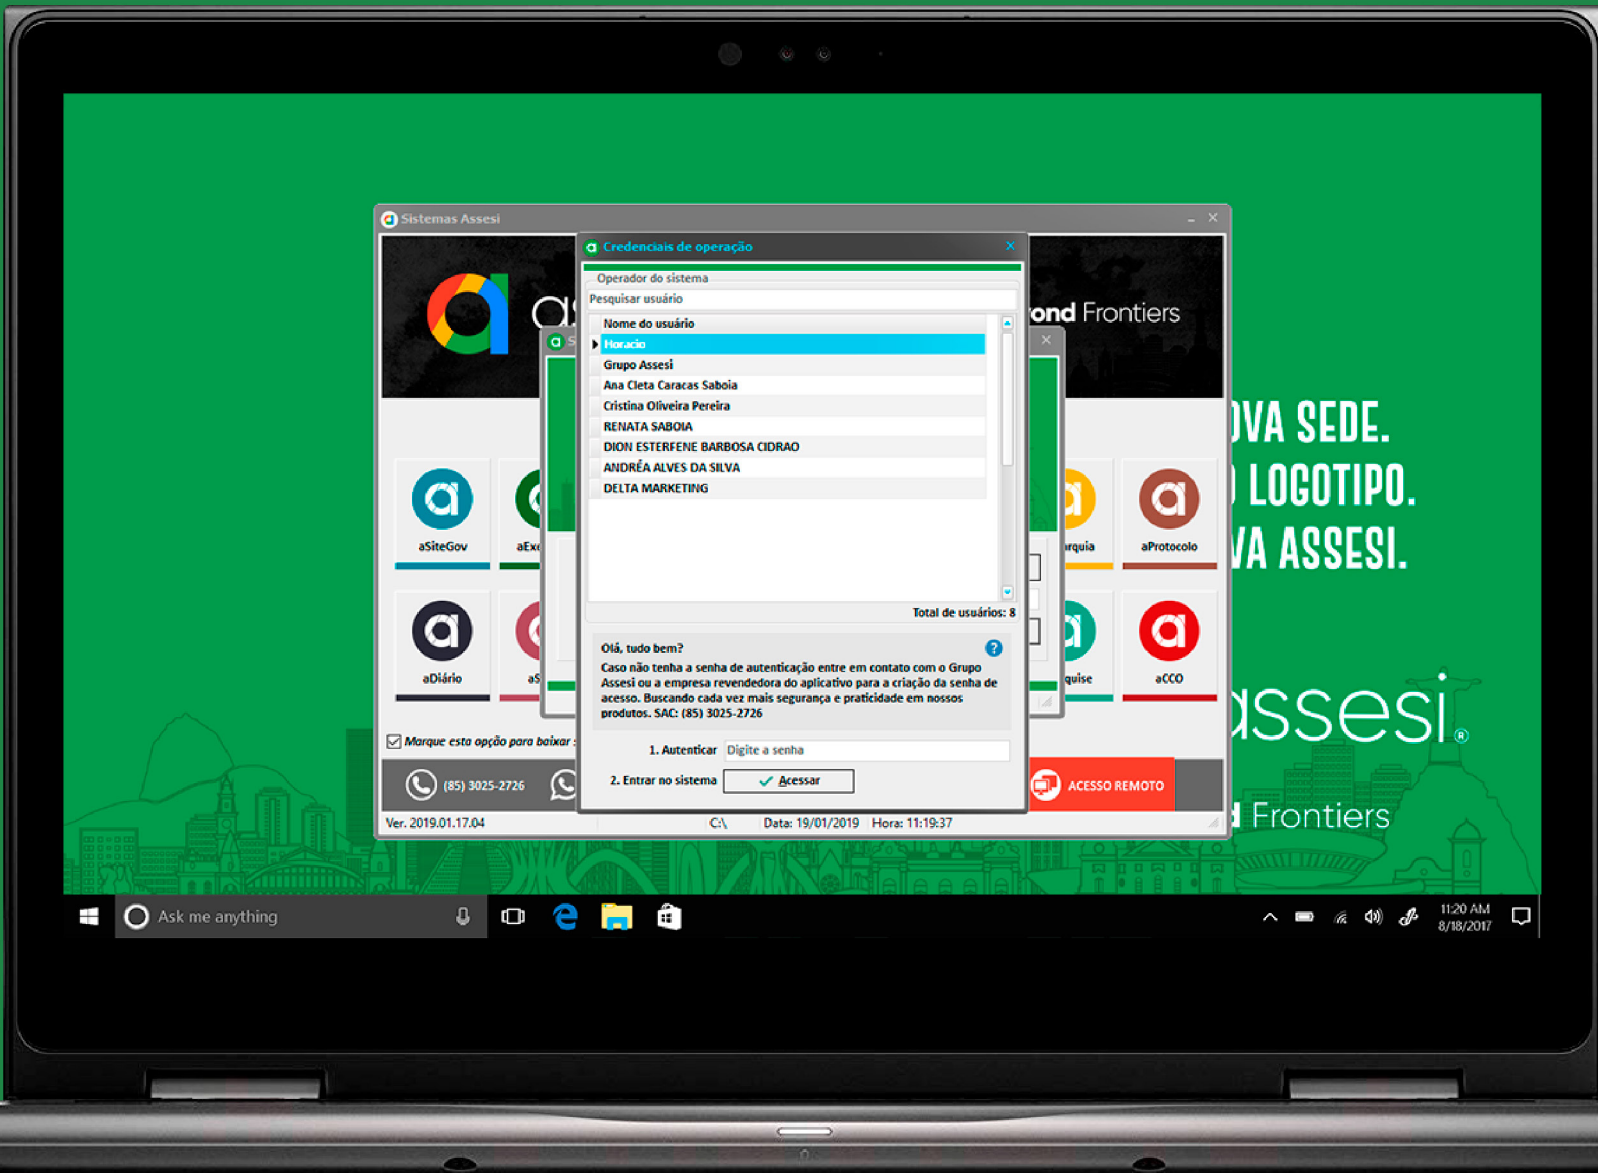 Sistemas Assesi
Credenciais de operação
Operador do sistema
Pesquisar usuário
Nome do usuário
Horacio
Grupo Assesi
Ana Cleta Caracas Saboia
Cristina Oliveira Pereira
RENATA SABOIA
DION ESTERFENE BARBOSA CIDRAO
ANDRÉA ALVES DA SILVA
DELTA MARKETING
Total de usuários: 8
Olá, tudo bem?
Caso não tenha a senha de autenticação entre em contato com o Grupo
Assesi ou a empresa revendedora do aplicativo para a criação da senha de
acesso. Buscando cada vez mais segurança e praticidade em nossos
produtos. SAC: (85) 3025-2726
1. Autenticar Digite a senha
2. Entrar no sistema Acessar
ond Frontiers
aSiteGov
aExe
arquia
aProtocolo
aDiário
aS
quise
aCCO
Marque esta opção para baixar
(85) 3025-2726
ACESSO REMOTO
Ver. 2019.01.17.04 C:\ Data: 19/01/2019 Hora: 11:19:37
OVA SEDE.
LOGOTIPO.
VA ASSESI.
assesi®
d Frontiers
Ask me anything
11:20 AM
8/18/2017